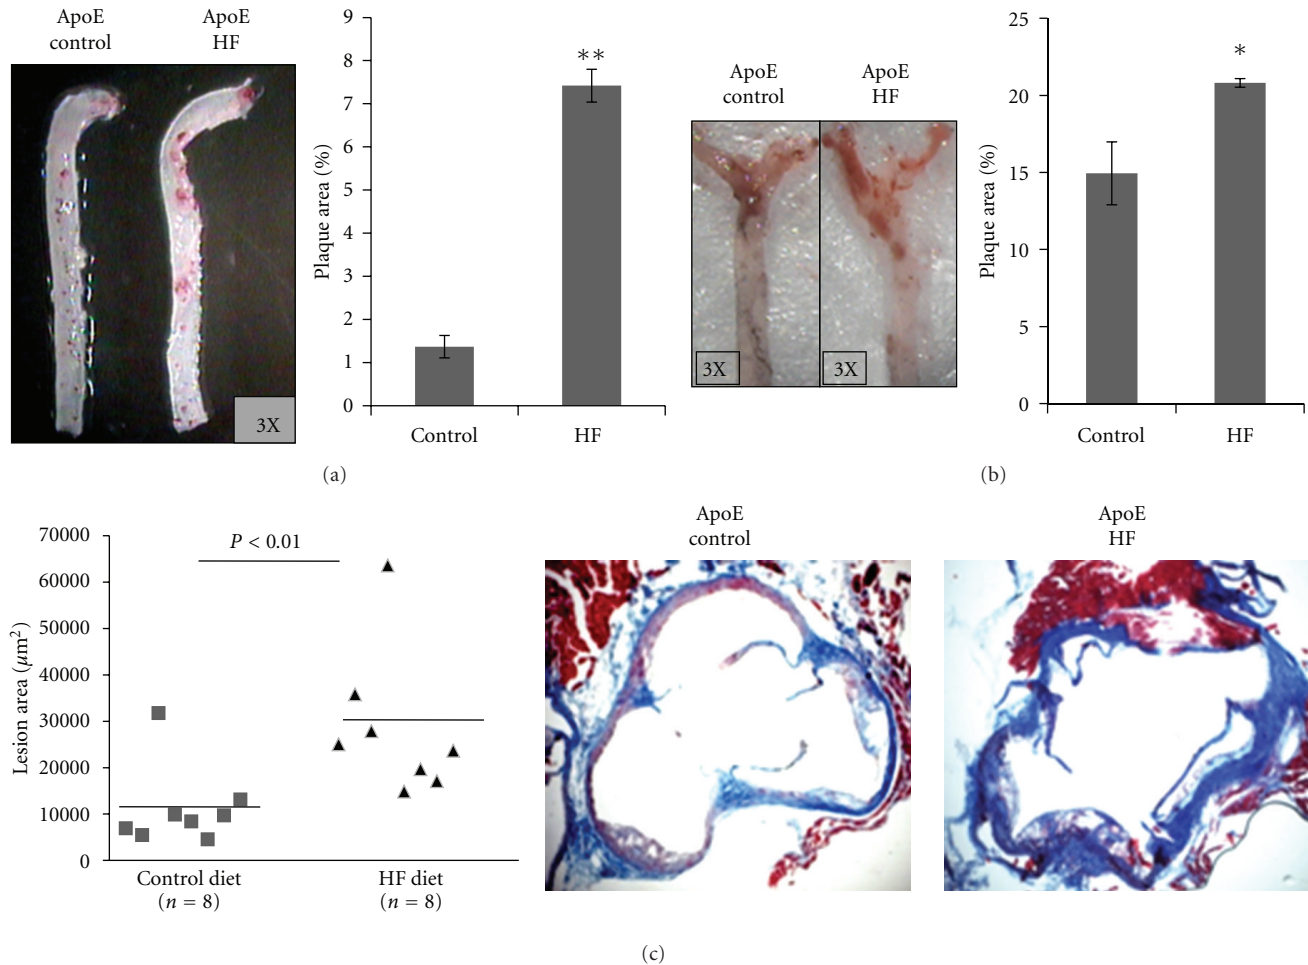 ApoE
control
ApoE
HF
3X
9
8
7
6
5
4
3
2
1
0
Plaque area (%)
**
Control
HF
(a)
ApoE
control
ApoE
HF
3X
3X
25
20
15
10
5
0
Plaque area (%)
*
Control
HF
(b)
70000
60000
50000
40000
30000
20000
10000
0
Lesion area (μm²)
P < 0.01
Control diet
(n = 8)
HF diet
(n = 8)
ApoE
control
ApoE
HF
(c)